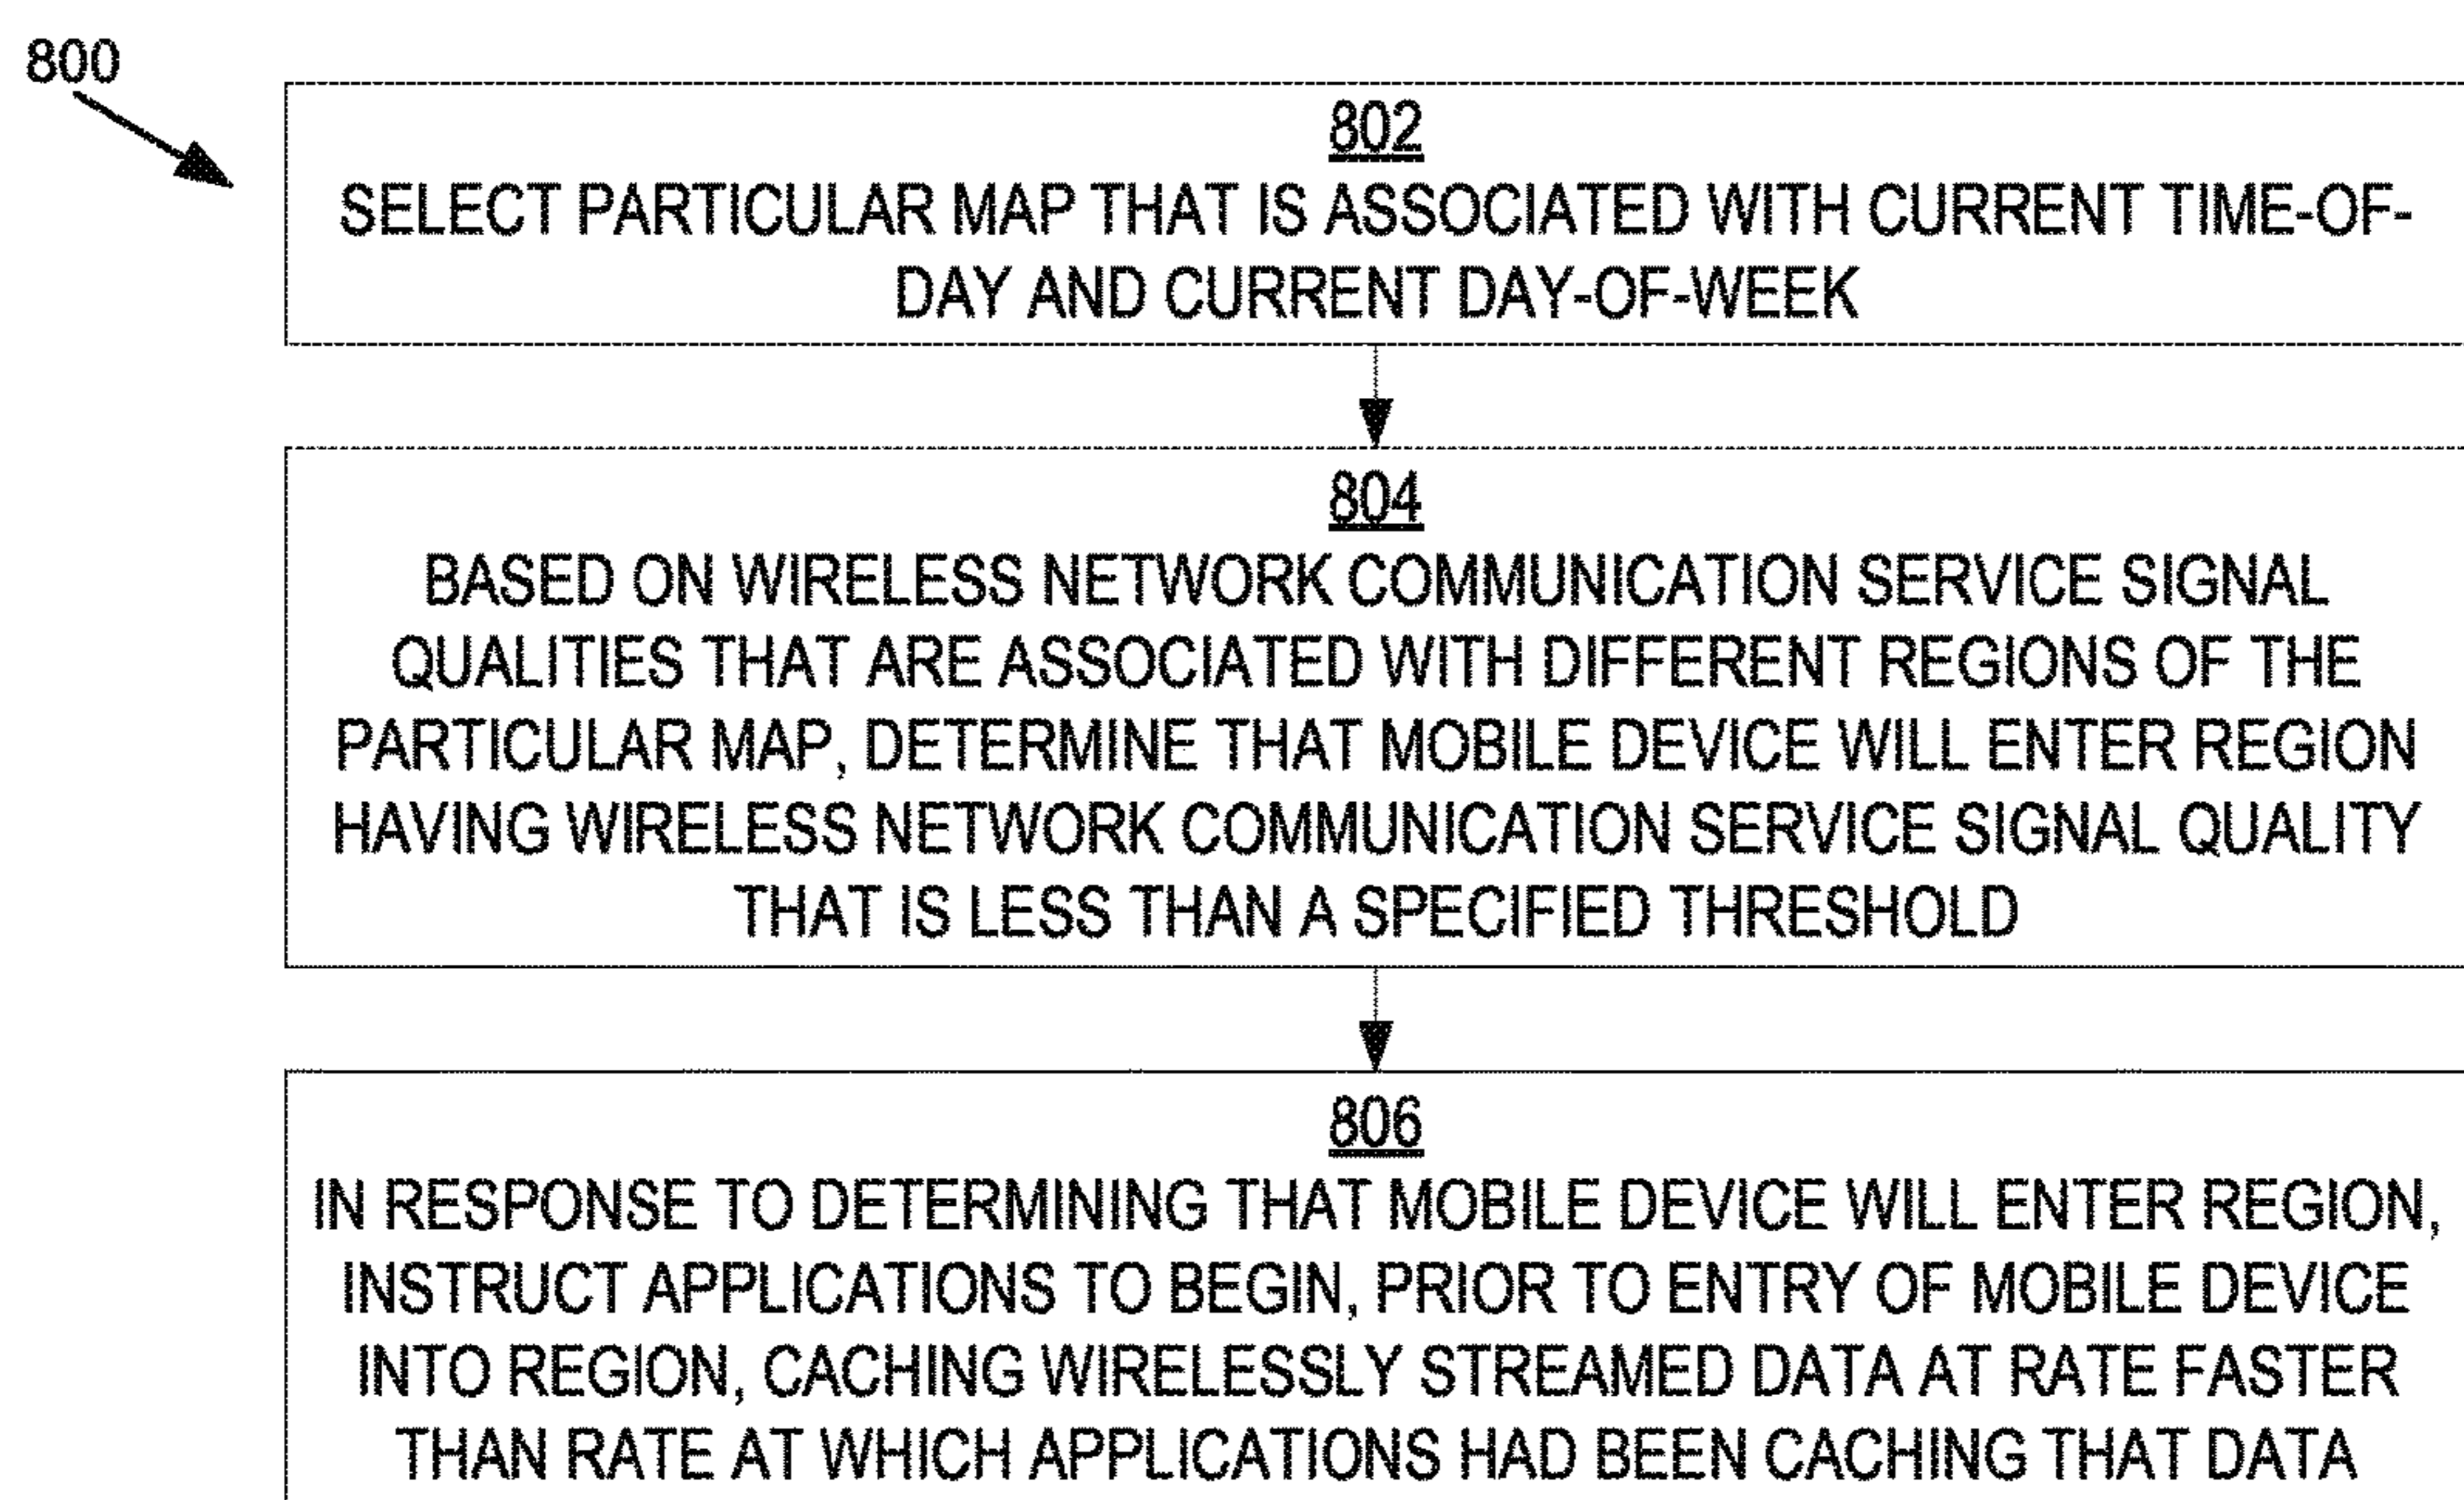 800
802
SELECT PARTICULAR MAP THAT IS ASSOCIATED WITH CURRENT TIME-OF-
DAY AND CURRENT DAY-OF-WEEK
804
BASED ON WIRELESS NETWORK COMMUNICATION SERVICE SIGNAL
QUALITIES THAT ARE ASSOCIATED WITH DIFFERENT REGIONS OF THE
PARTICULAR MAP, DETERMINE THAT MOBILE DEVICE WILL ENTER REGION
HAVING WIRELESS NETWORK COMMUNICATION SERVICE SIGNAL QUALITY
THAT IS LESS THAN A SPECIFIED THRESHOLD
806
IN RESPONSE TO DETERMINING THAT MOBILE DEVICE WILL ENTER REGION,
INSTRUCT APPLICATIONS TO BEGIN, PRIOR TO ENTRY OF MOBILE DEVICE
INTO REGION, CACHING WIRELESSLY STREAMED DATA AT RATE FASTER
THAN RATE AT WHICH APPLICATIONS HAD BEEN CACHING THAT DATA